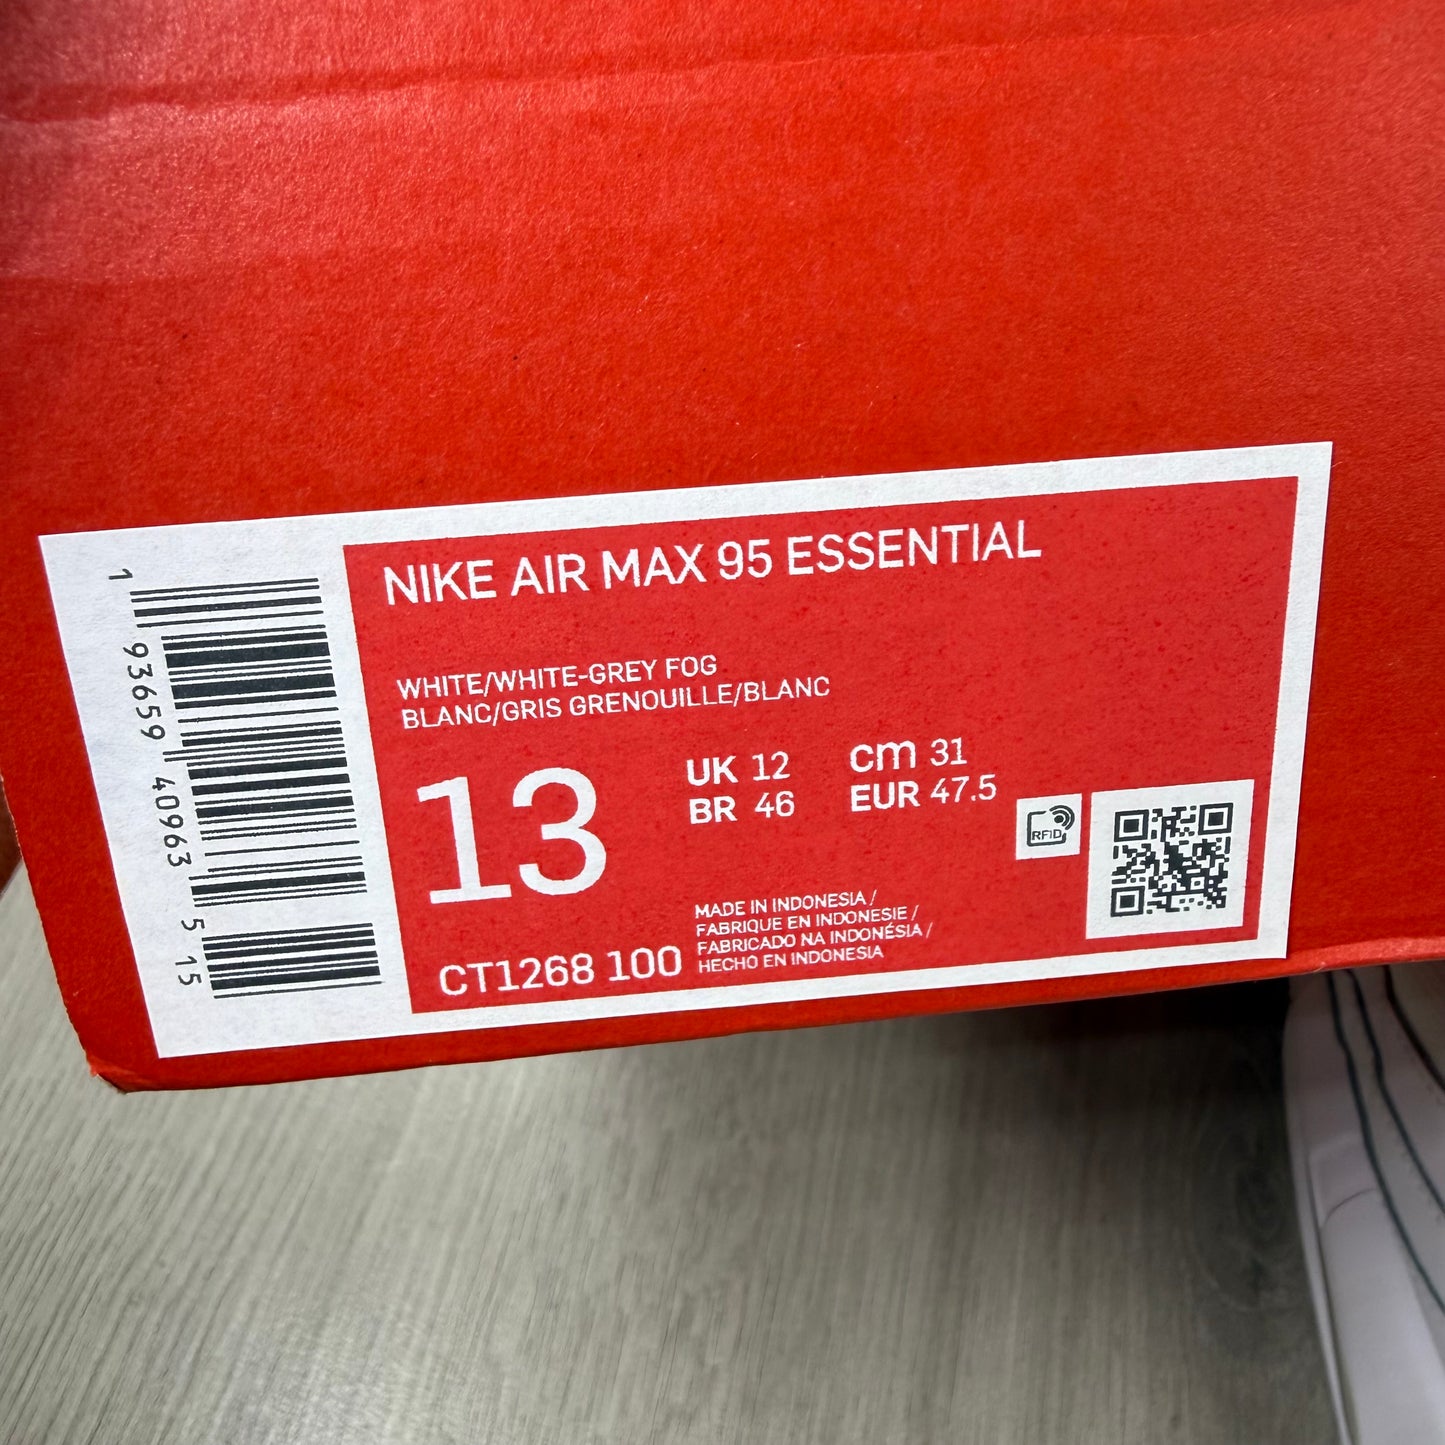 NIKE AIR MAX 95 ESSENTIAL
WHITE/WHITE-GREY FOG
BLANC/GRIS GRENOUILLE/BLANC
13
UK 12 cm 31
BR 46 EUR 47.5
RFID
MADE IN INDONESIA /
FABRIQUE EN INDONESIE /
FABRICADO NA INDONÉSIA /
HECHO EN INDONESIA
CT1268 100
1 93659 40963 5 15